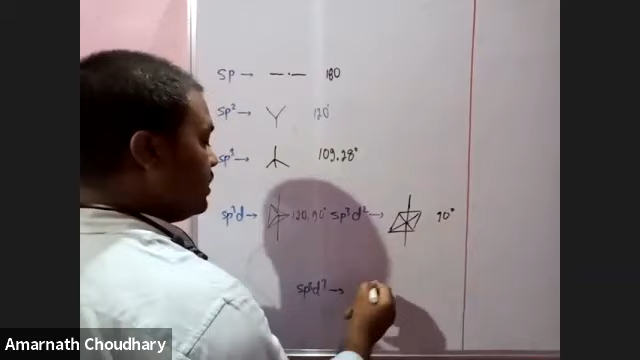 sp → 180
sp² → 120°
sp³ → 109.28°
sp³d → 120, 90° sp³d² → 90°
sp³d³ →
Amarnath Choudhary